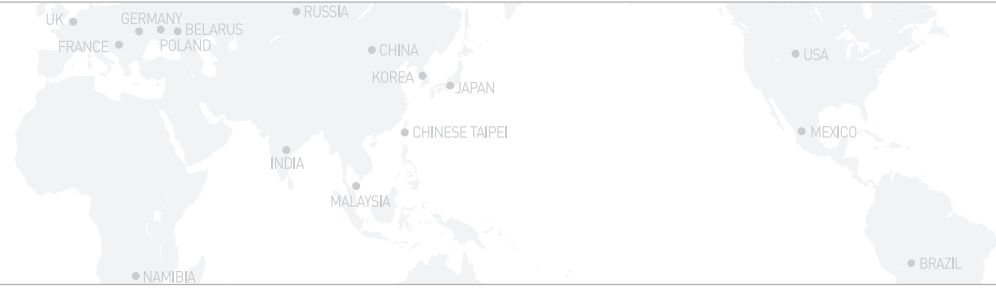 UK
GERMANY
BELARUS
FRANCE
POLAND
RUSSIA
CHINA
KOREA
JAPAN
CHINESE TAIPEI
INDIA
MALAYSIA
NAMIBIA
USA
MEXICO
BRAZIL